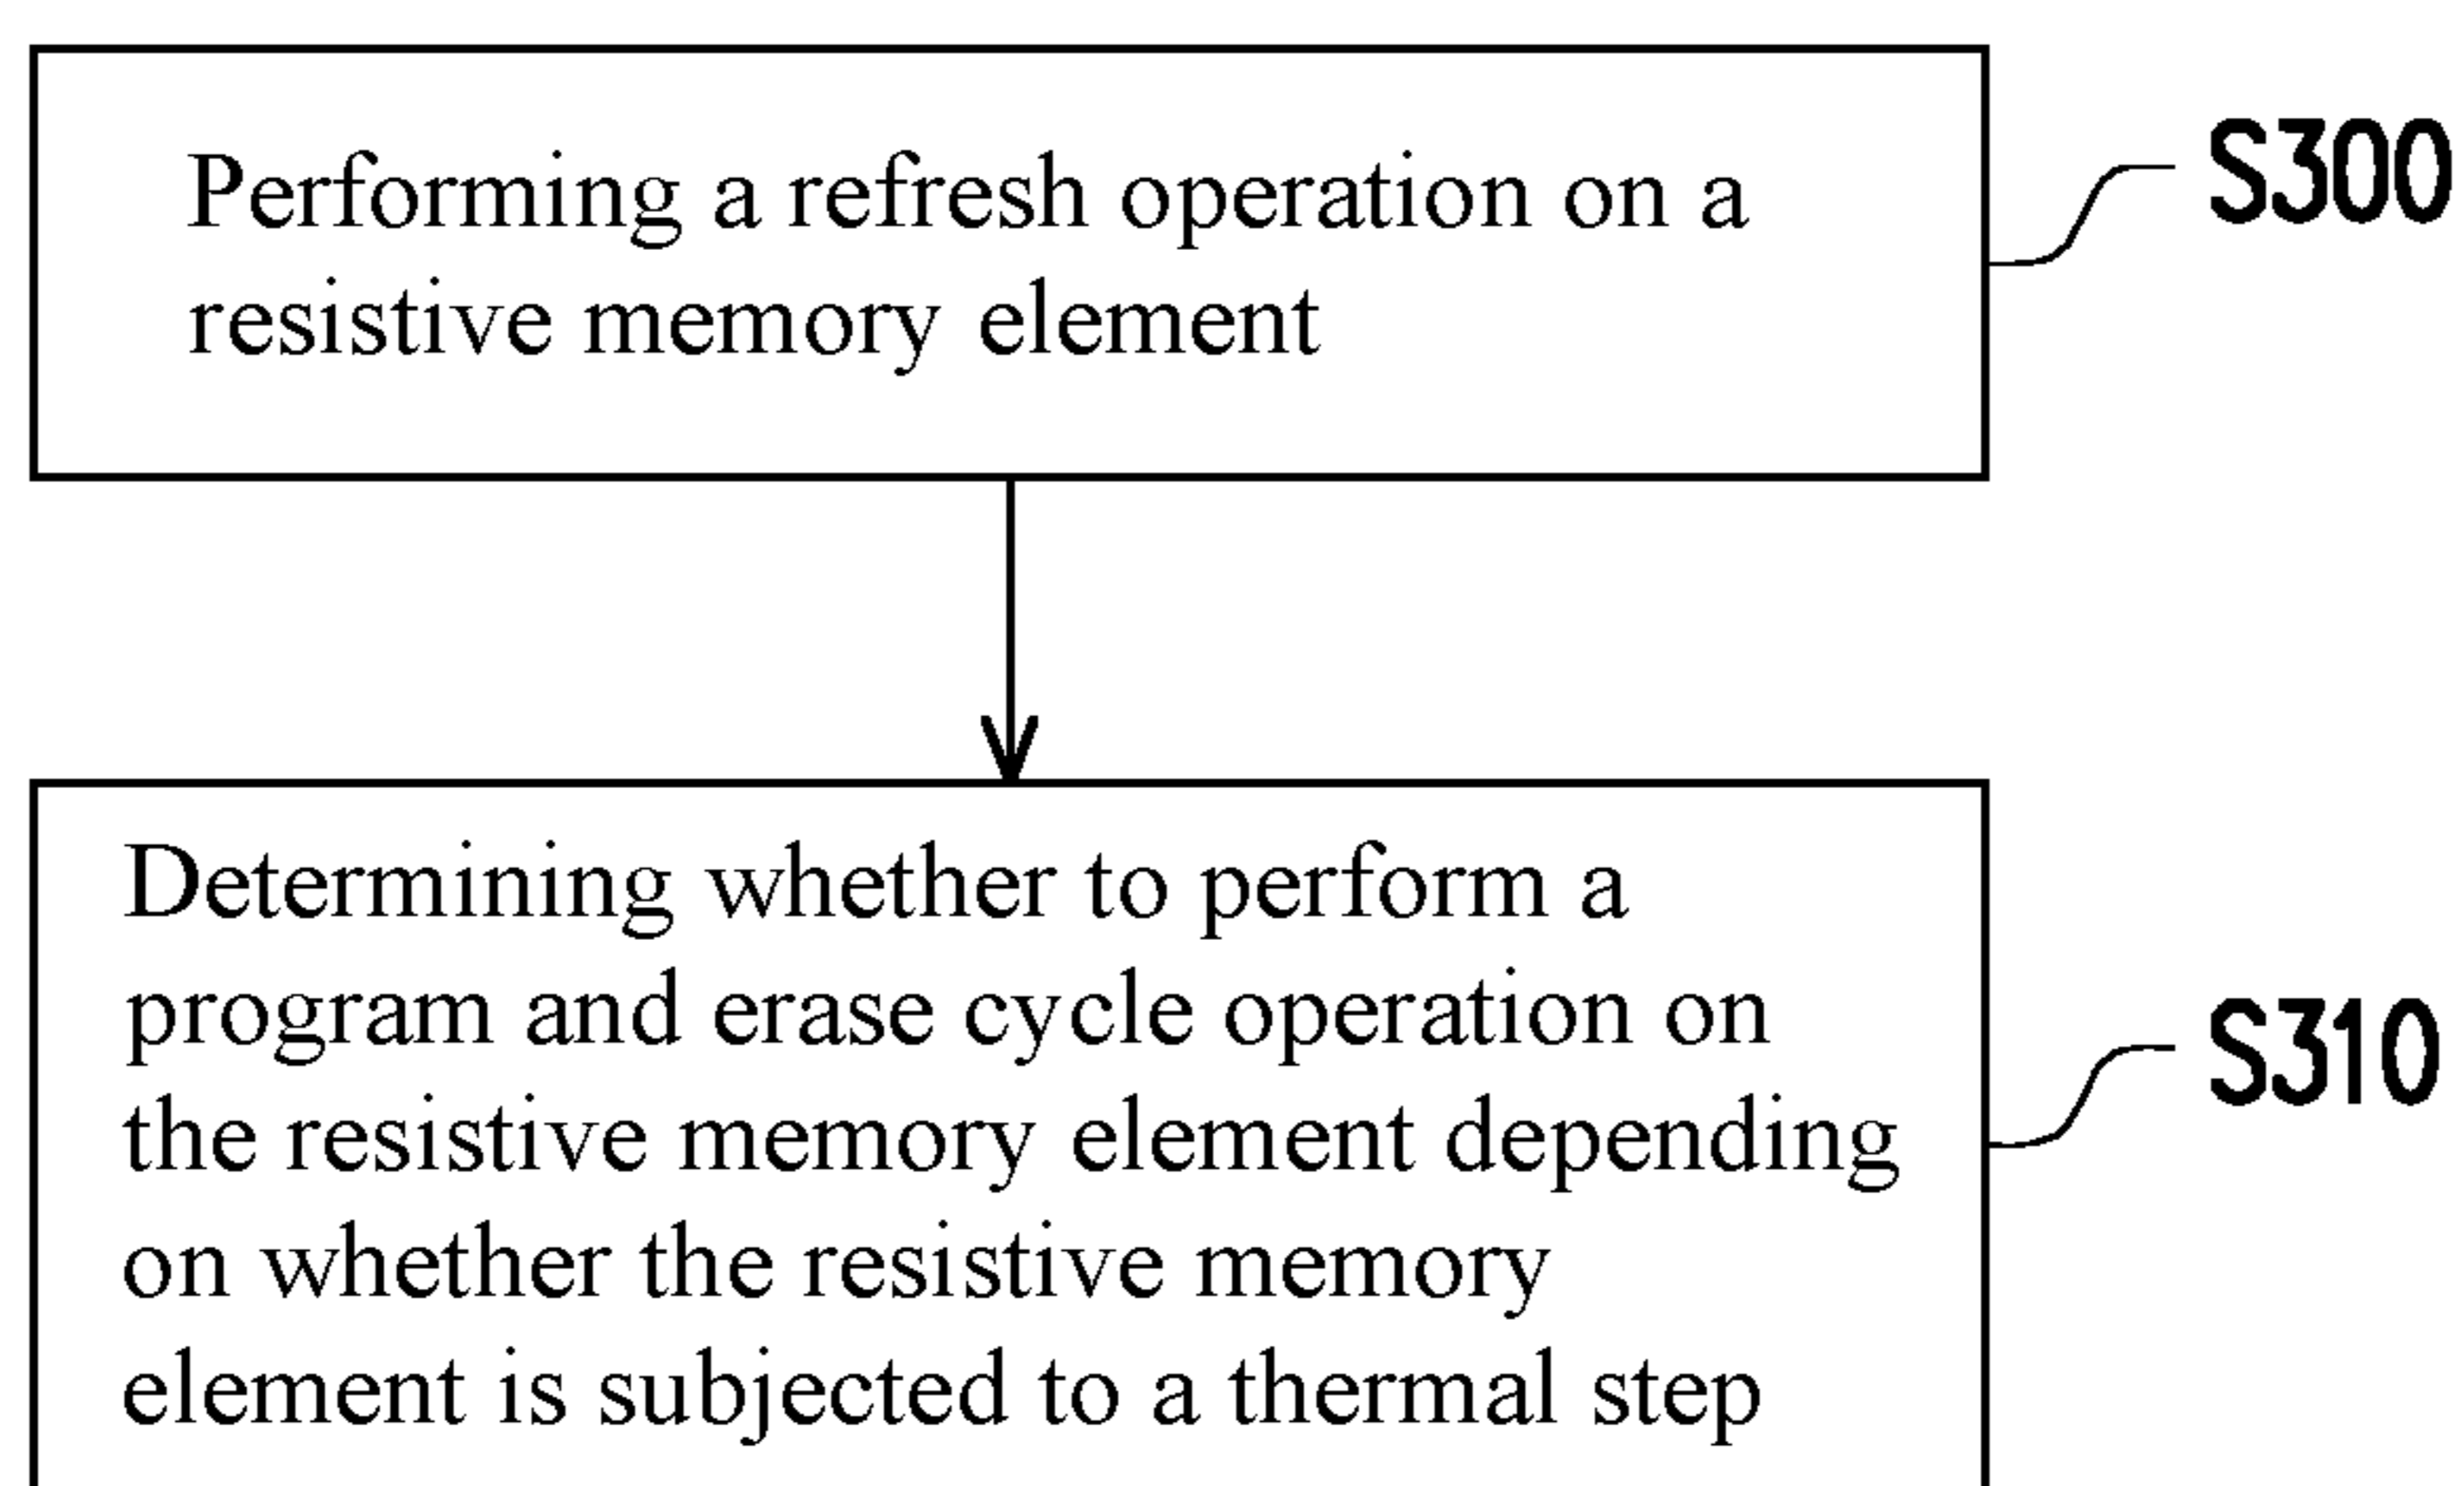 Performing a refresh operation on a
resistive memory element
S300
Determining whether to perform a
program and erase cycle operation on
the resistive memory element depending
on whether the resistive memory
element is subjected to a thermal step
S310